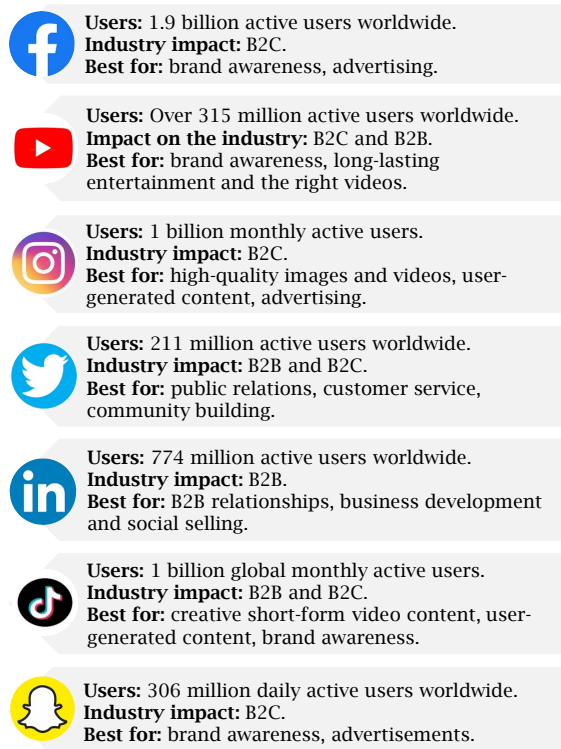 Users: 1.9 billion active users worldwide.
Industry impact: B2C.
Best for: brand awareness, advertising.
Users: Over 315 million active users worldwide.
Impact on the industry: B2C and B2B.
Best for: brand awareness, long-lasting
entertainment and the right videos.
Users: 1 billion monthly active users.
Industry impact: B2C.
Best for: high-quality images and videos, user-
generated content, advertising.
Users: 211 million active users worldwide.
Industry impact: B2B and B2C.
Best for: public relations, customer service,
community building.
in
Users: 774 million active users worldwide.
Industry impact: B2B.
Best for: B2B relationships, business development
and social selling.
Users: 1 billion global monthly active users.
Industry impact: B2B and B2C.
Best for: creative short-form video content, user-
generated content, brand awareness.
Users: 306 million daily active users worldwide.
Industry impact: B2C.
Best for: brand awareness, advertisements.